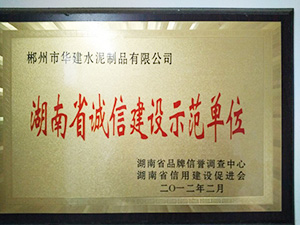 郴州市华建水泥制品有限公司
湖南省诚信建设示范单位
湖南省品牌信誉调查中心
湖南省信用建设促进会
二〇一二年二月